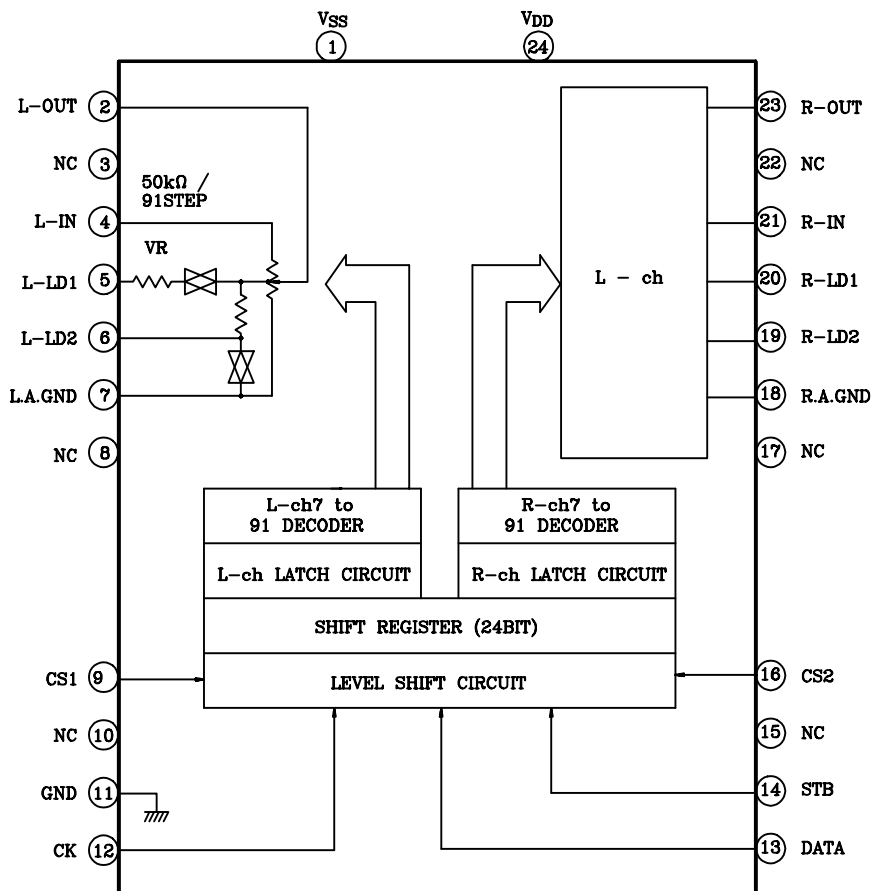 VSS
1
VDD
24
L-OUT 2
NC 3
50kΩ /
91STEP
L-IN 4
VR
L-LD1 5
L-LD2 6
L.A.GND 7
NC 8
L - ch
23 R-OUT
22 NC
21 R-IN
20 R-LD1
19 R-LD2
18 R.A.GND
17 NC
L-ch7 to
91 DECODER
R-ch7 to
91 DECODER
L-ch LATCH CIRCUIT
R-ch LATCH CIRCUIT
SHIFT REGISTER (24BIT)
LEVEL SHIFT CIRCUIT
CS1 9
NC 10
GND 11
CK 12
16 CS2
15 NC
14 STB
13 DATA